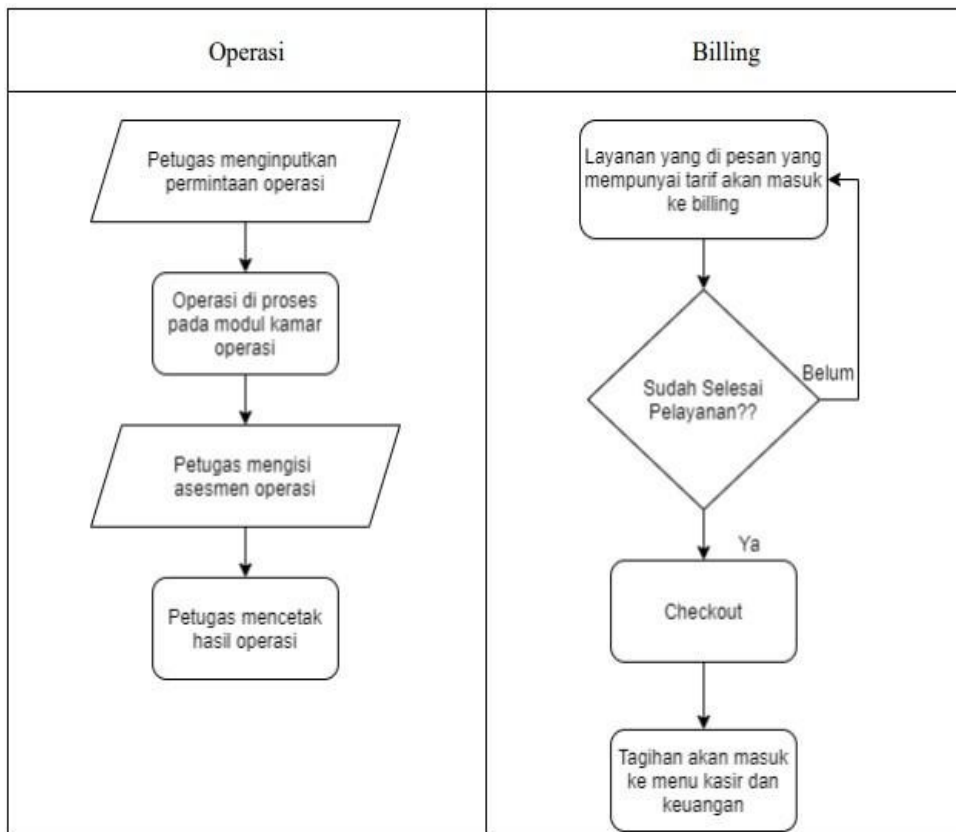 Operasi
Petugas menginputkan
permintaan operasi
Operasi di proses
pada modul kamar
operasi
Petugas mengisi
asesmen operasi
Petugas mencetak
hasil operasi
Billing
Layanan yang di pesan yang
mempunyai tarif akan masuk
ke billing
Sudah Selesai
Pelayanan??
Belum
Ya
Checkout
Tagihan akan masuk
ke menu kasir dan
keuangan